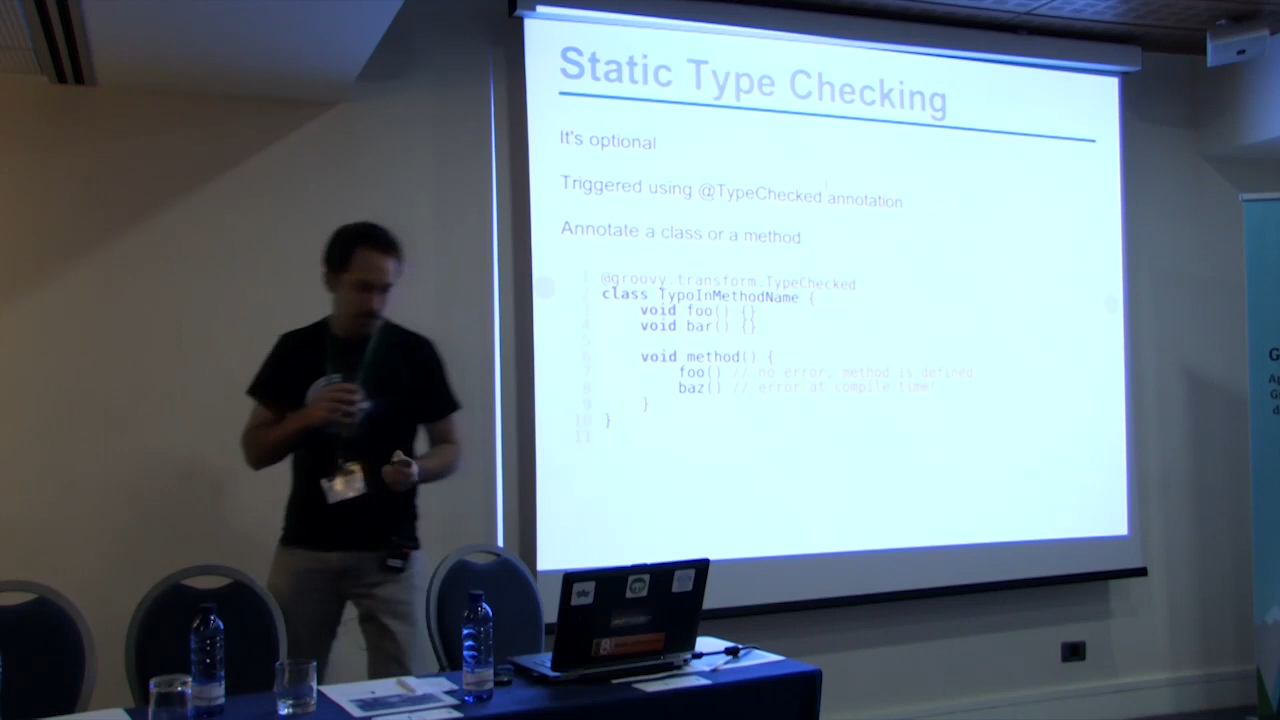 Static Type Checking
It's optional
Triggered using @TypeChecked annotation
Annotate a class or a method
1 @groovy.transform.TypeChecked
2 class TypoInMethodName {
3 void foo() {}
4 void bar() {}
5
6 void method() {
7 foo() // no error, method is defined
8 baz() // error at compile time!
9 }
10 }
11